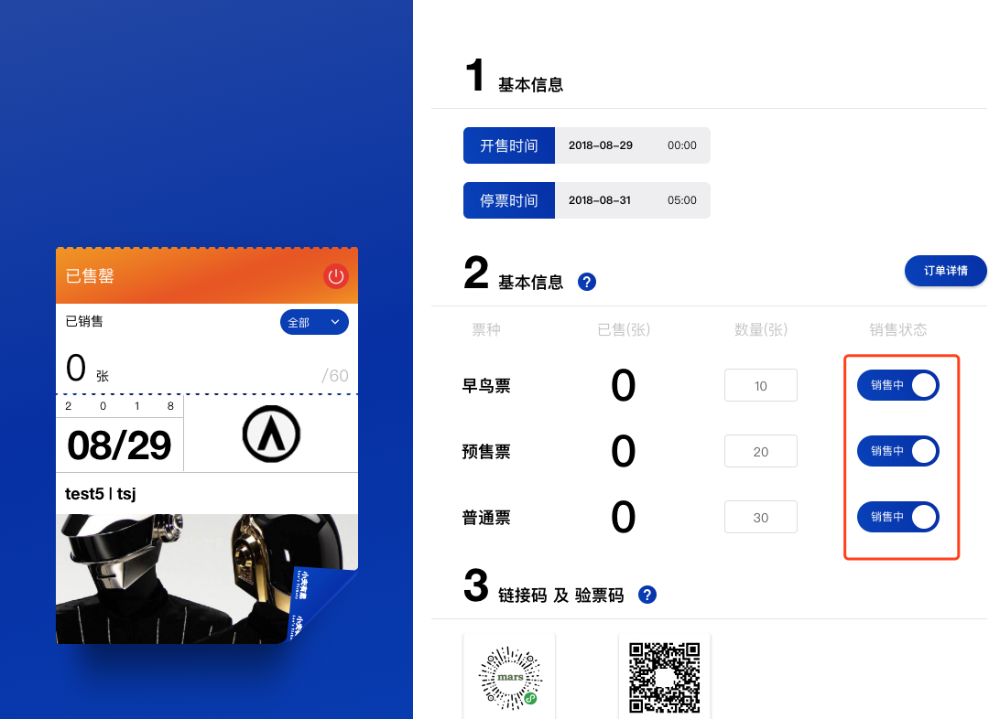 已售罄
已销售
全部
0 张
/60
2 0 1 8
08/29
test5 | tsj
小夫有票
1 基本信息
开售时间 2018-08-29 00:00
停票时间 2018-08-31 05:00
2 基本信息 ?
订单详情
票种 已售(张) 数量(张) 销售状态
早鸟票 0 10 销售中
预售票 0 20 销售中
普通票 0 30 销售中
3 链接码 及 验票码 ?
mars